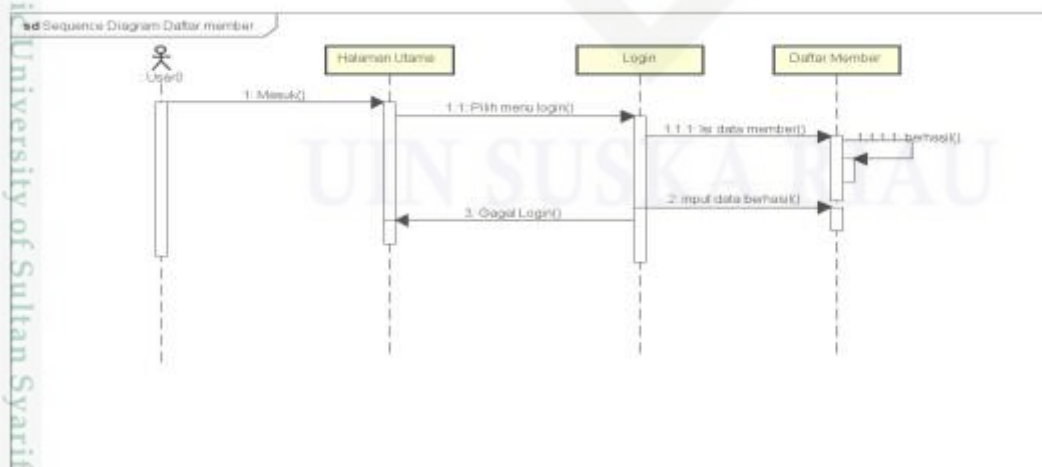 sd Sequence Diagram Daftar member
: User()
Halaman Utama
Login
Daftar Member
1: Masuk()
1.1: Pilih menu login()
1.1.1: Isi data member()
1.1.1.1: berhasil()
2: input data berhasil()
3: Gagal Login()
UIN SUSKA RIAU
ic University of Sultan Syarif